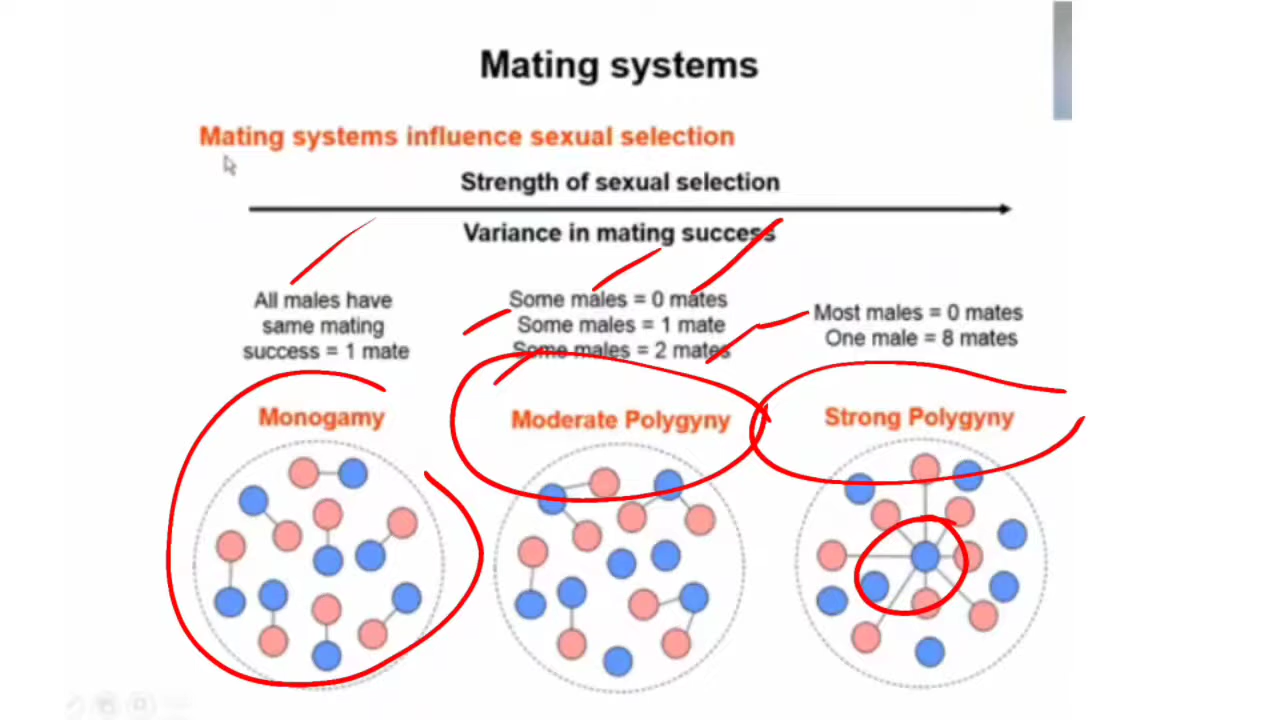 Mating systems
Mating systems influence sexual selection
Strength of sexual selection
Variance in mating success
All males have
same mating
success = 1 mate
Some males = 0 mates
Some males = 1 mate
Some males = 2 mates
Most males = 0 mates
One male = 8 mates
Monogamy
Moderate Polygyny
Strong Polygyny